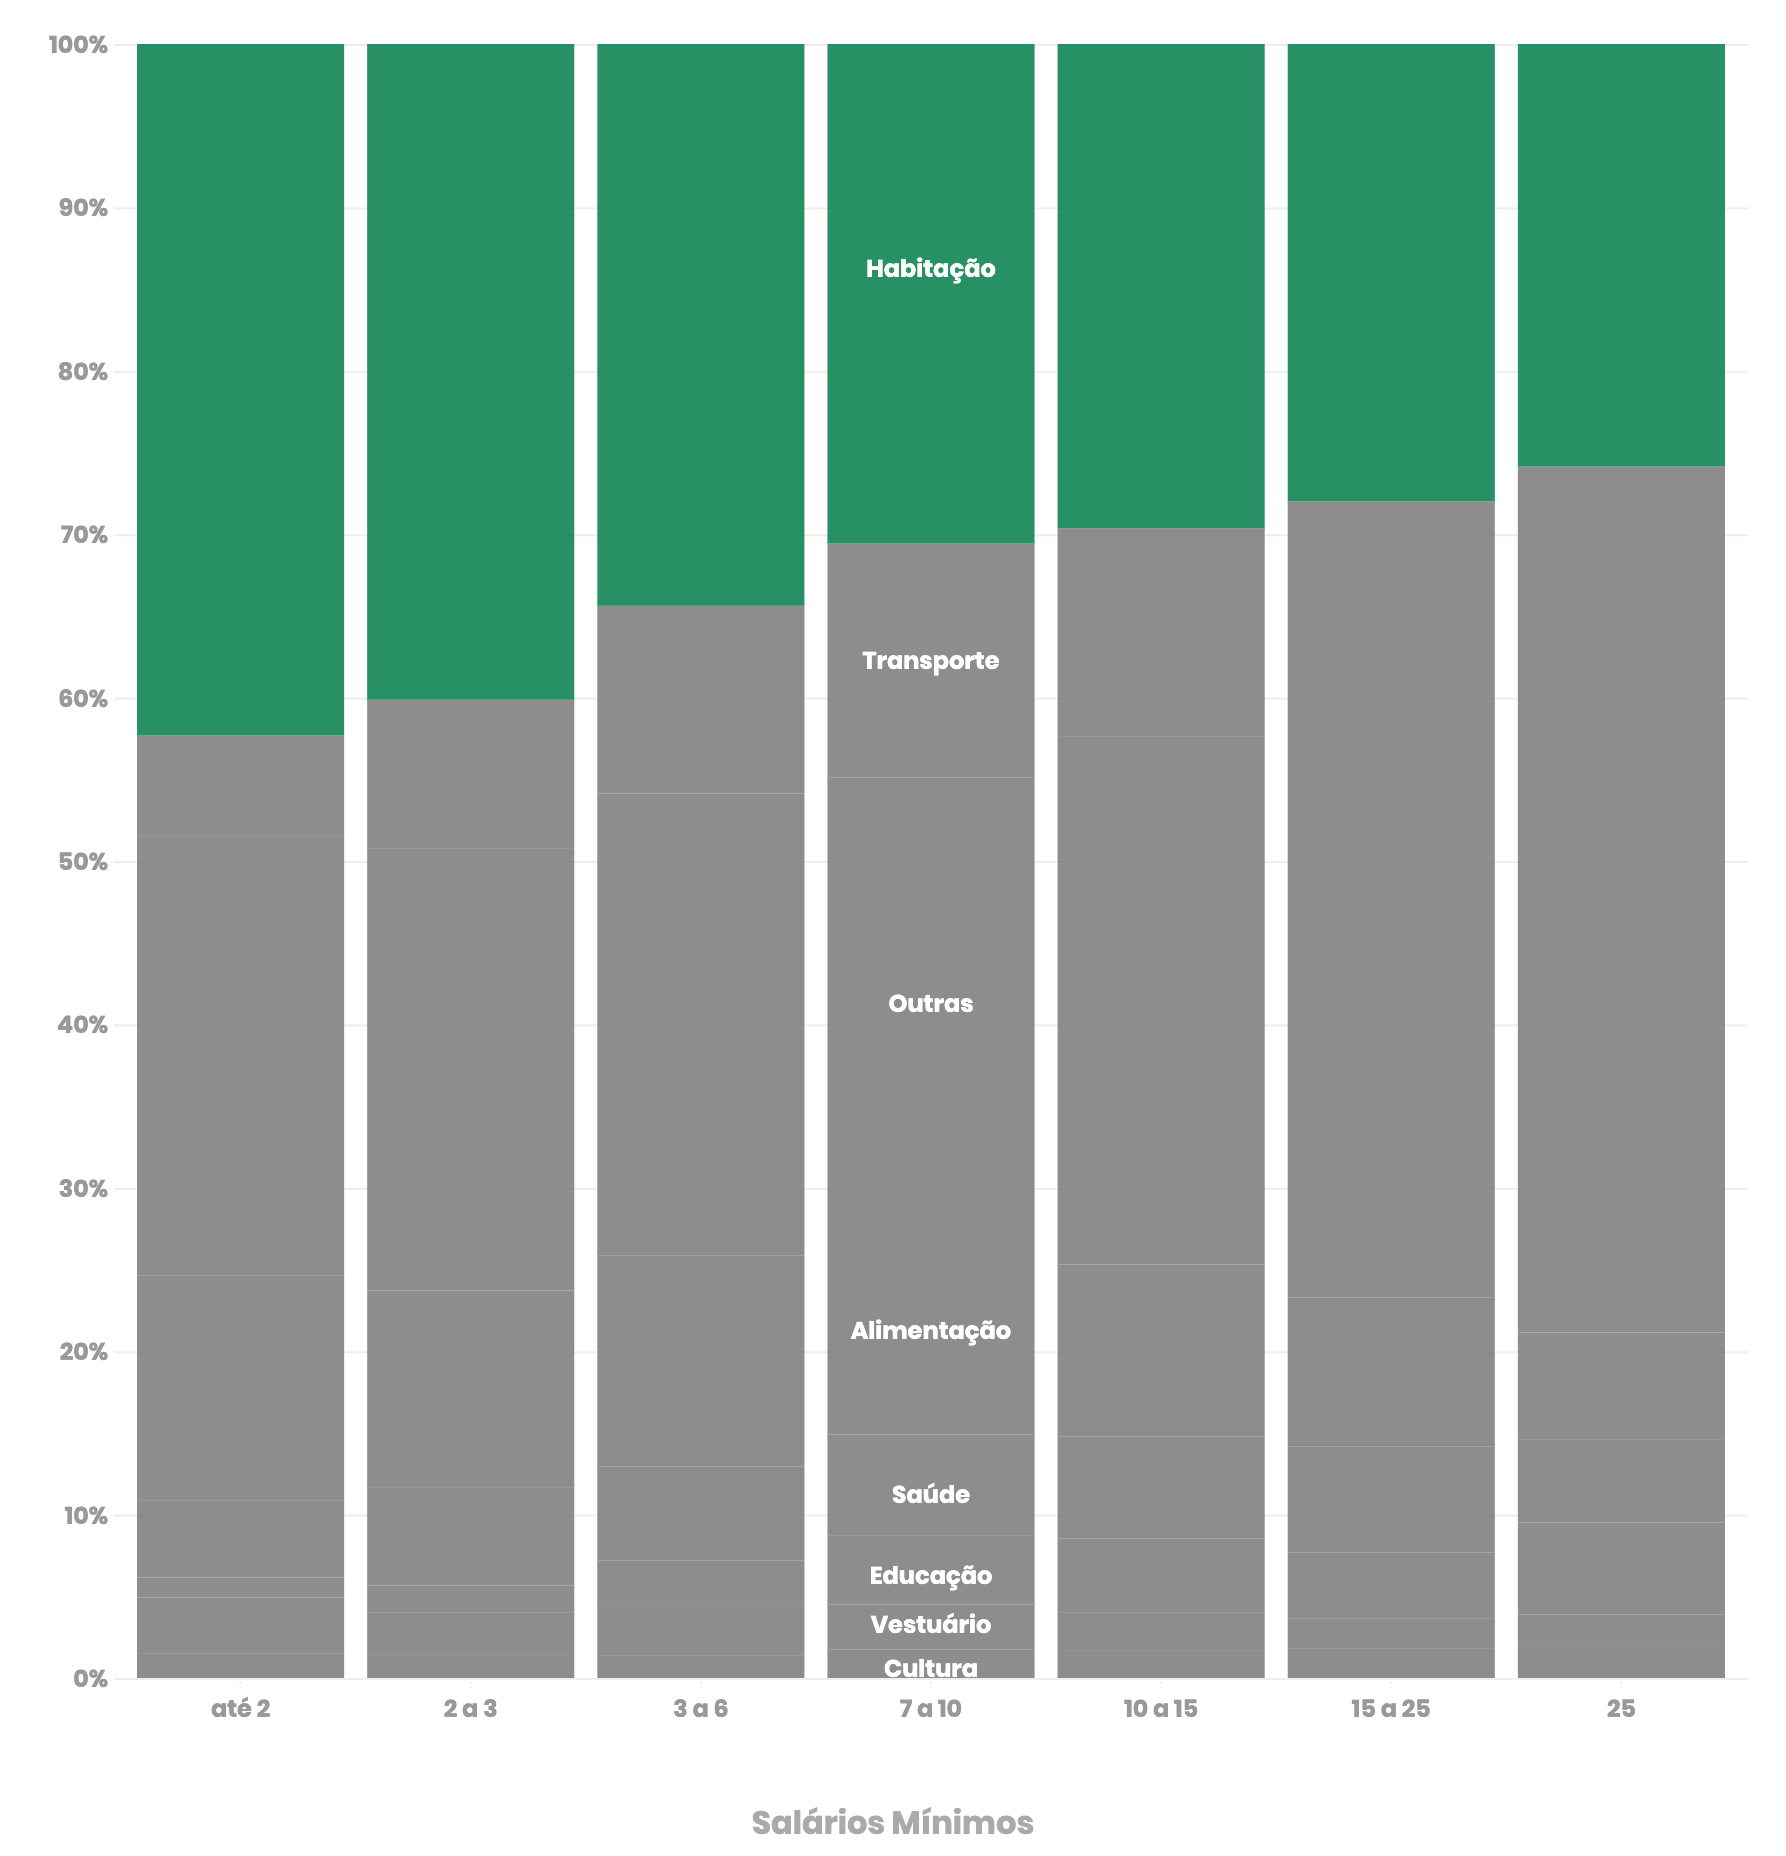 100%
90%
80%
70%
60%
50%
40%
30%
20%
10%
0%
Habitação
Transporte
Outras
Alimentação
Saúde
Educação
Vestuário
Cultura
até 2
2 a 3
3 a 6
7 a 10
10 a 15
15 a 25
25
Salários Mínimos